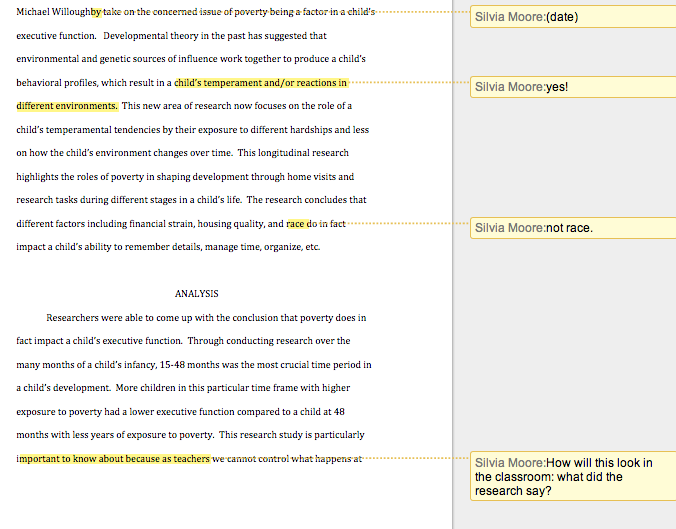 Michael Willoughby take on the concerned issue of poverty being a factor in a child's
Silvia Moore:(date)
executive function. Developmental theory in the past has suggested that
environmental and genetic sources of influence work together to produce a child's
behavioral profiles, which result in a child's temperament and/or reactions in
Silvia Moore:yes!
different environments. This new area of research now focuses on the role of a
child's temperamental tendencies by their exposure to different hardships and less
on how the child's environment changes over time. This longitudinal research
highlights the roles of poverty in shaping development through home visits and
research tasks during different stages in a child's life. The research concludes that
different factors including financial strain, housing quality, and race do in fact
Silvia Moore:not race.
impact a child's ability to remember details, manage time, organize, etc.
ANALYSIS
Researchers were able to come up with the conclusion that poverty does in
fact impact a child's executive function. Through conducting research over the
many months of a child's infancy, 15-48 months was the most crucial time period in
a child's development. More children in this particular time frame with higher
exposure to poverty had a lower executive function compared to a child at 48
months with less years of exposure to poverty. This research study is particularly
important to know about because as teachers we cannot control what happens at
Silvia Moore:How will this look in
the classroom: what did the
research say?